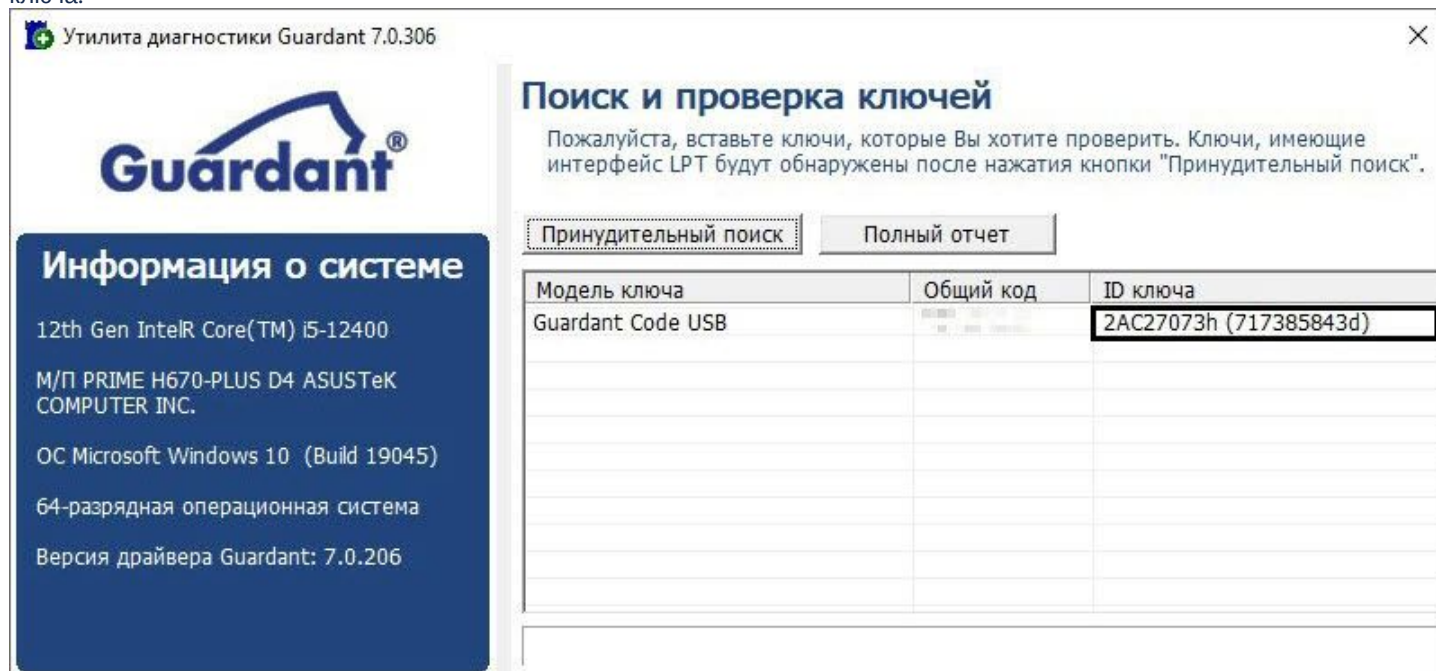 ключа.
Утилита диагностики Guardant 7.0.306
Guardant®
Информация о системе
12th Gen IntelR Core(TM) i5-12400
М/П PRIME H670-PLUS D4 ASUSTeK
COMPUTER INC.
ОС Microsoft Windows 10 (Build 19045)
64-разрядная операционная система
Версия драйвера Guardant: 7.0.206
Поиск и проверка ключей
Пожалуйста, вставьте ключи, которые Вы хотите проверить. Ключи, имеющие
интерфейс LPT будут обнаружены после нажатия кнопки "Принудительный поиск".
Принудительный поиск Полный отчет
Модель ключа Общий код ID ключа
Guardant Code USB 2AC27073h (717385843d)